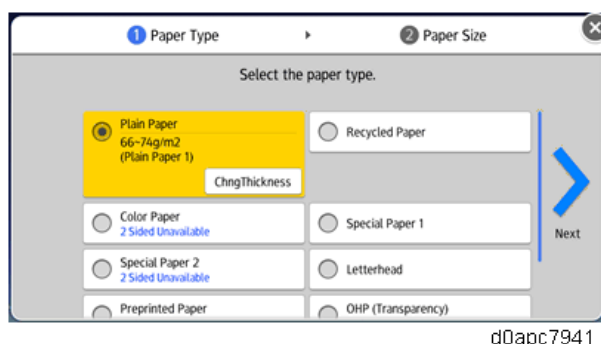 1 Paper Type
2 Paper Size
Select the paper type.
Plain Paper
66~74g/m2
(Plain Paper 1)
ChngThickness
Recycled Paper
Color Paper
2 Sided Unavailable
Special Paper 1
Special Paper 2
2 Sided Unavailable
Letterhead
Preprinted Paper
OHP (Transparency)
Next
d0apc7941